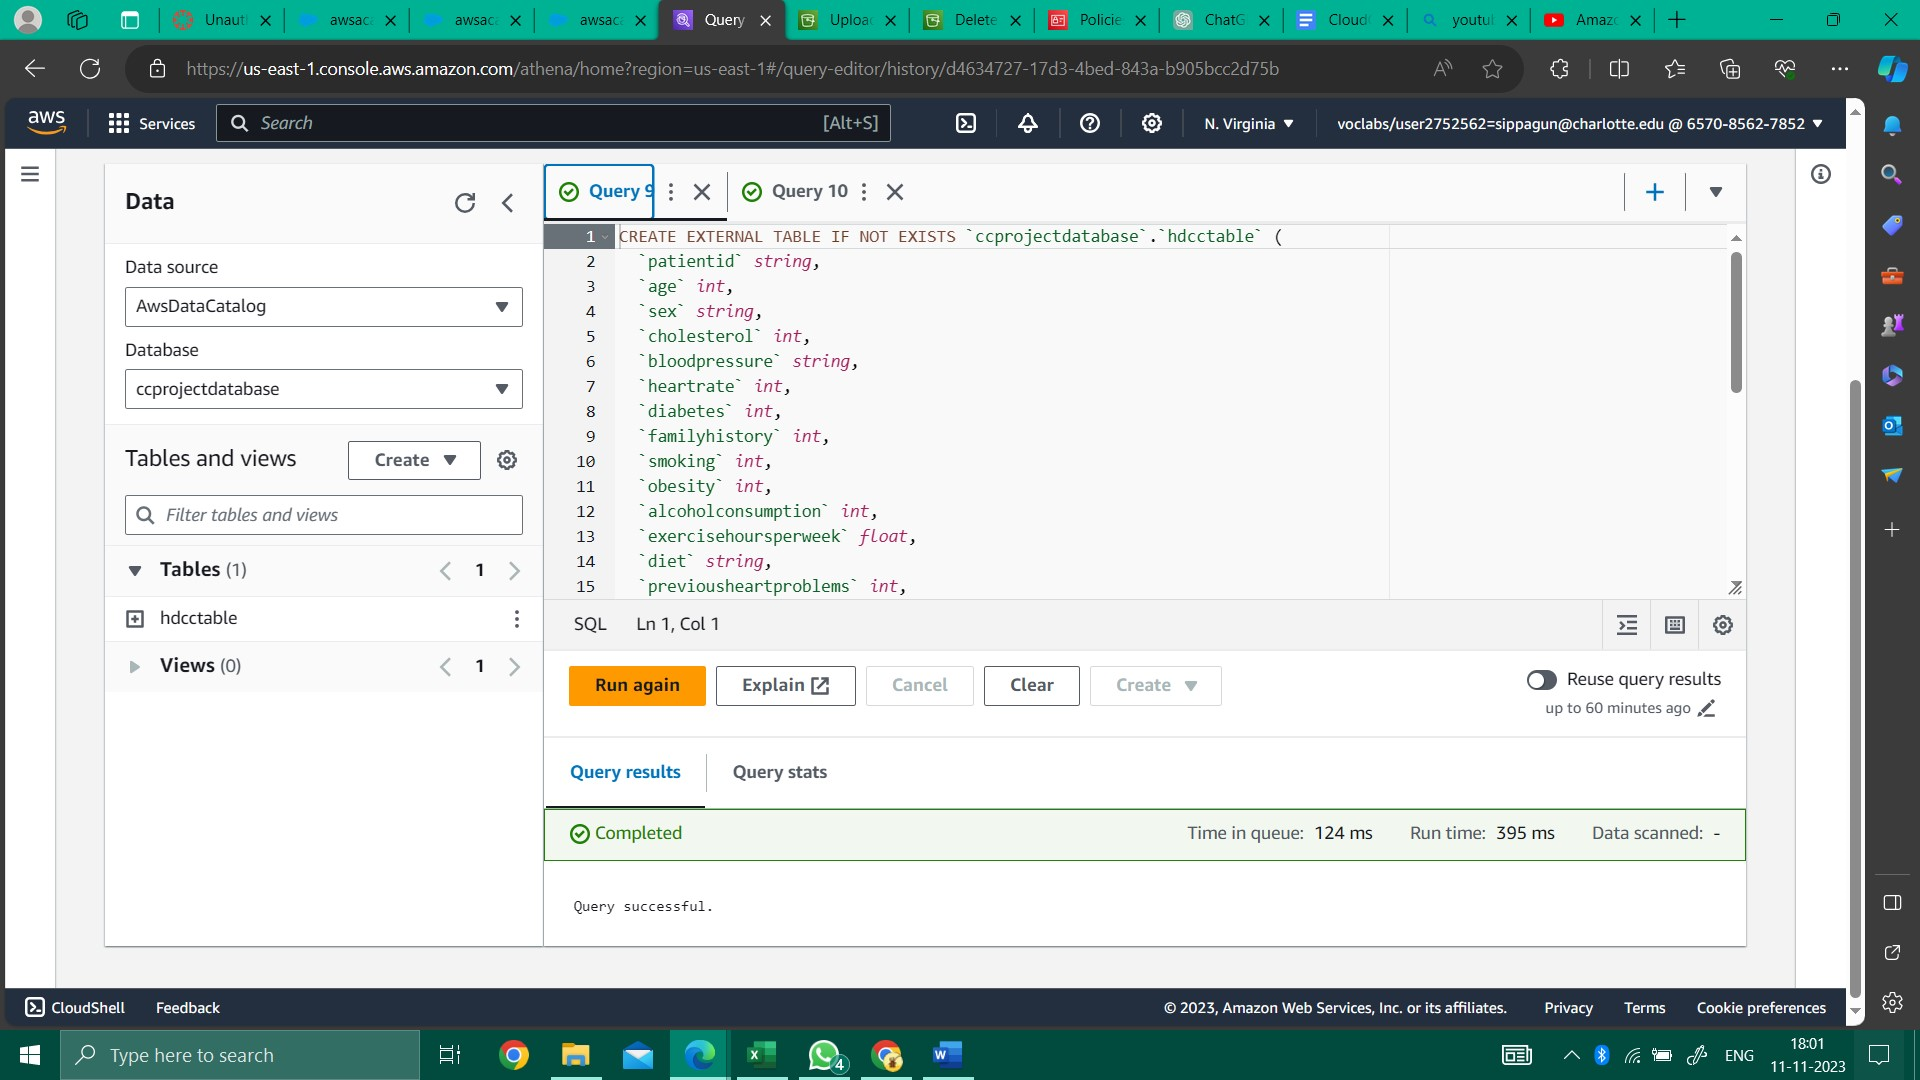 Unaut
awsaca
awsaca
awsaca
Query
Upload
Delete
Policie
ChatG
Cloud
youtub
Amaz
https://us-east-1.console.aws.amazon.com/athena/home?region=us-east-1#/query-editor/history/d4634727-17d3-4bed-843a-b905bcc2d75b
aws
Services
Search
[Alt+S]
N. Virginia
voclabs/user2752562=sippagun@charlotte.edu @ 6570-8562-7852
Data
Data source
AwsDataCatalog
Database
ccprojectdatabase
Tables and views
Create
Filter tables and views
Tables (1)
1
hdcctable
Views (0)
1
Query 9
Query 10
1 CREATE EXTERNAL TABLE IF NOT EXISTS `ccprojectdatabase`.`hdcctable` (
2 `patientid` string,
3 `age` int,
4 `sex` string,
5 `cholesterol` int,
6 `bloodpressure` string,
7 `heartrate` int,
8 `diabetes` int,
9 `familyhistory` int,
10 `smoking` int,
11 `obesity` int,
12 `alcoholconsumption` int,
13 `exercisehoursperweek` float,
14 `diet` string,
15 `previousheartproblems` int,
SQL Ln 1, Col 1
Run again
Explain
Cancel
Clear
Create
Reuse query results
up to 60 minutes ago
Query results
Query stats
Completed
Time in queue: 124 ms Run time: 395 ms Data scanned: -
Query successful.
CloudShell Feedback
© 2023, Amazon Web Services, Inc. or its affiliates. Privacy Terms Cookie preferences
Type here to search
4
ENG
18:01
11-11-2023